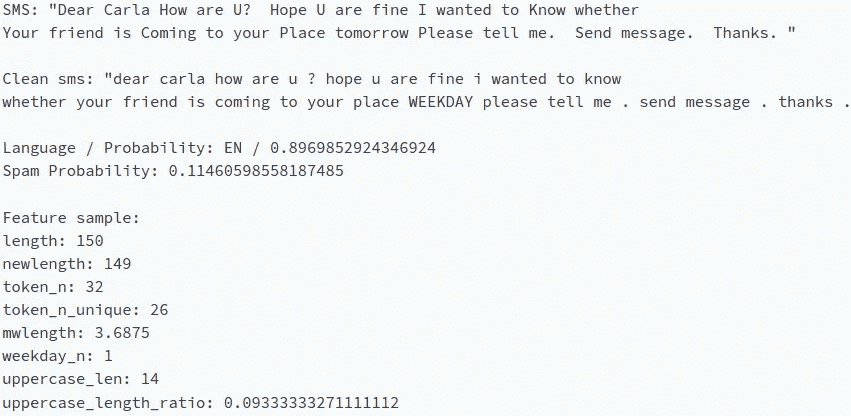 SMS: "Dear Carla How are U?  Hope U are fine I wanted to Know whether
Your friend is Coming to your Place tomorrow Please tell me.  Send message.  Thanks. "
Clean sms: "dear carla how are u ? hope u are fine i wanted to know
whether your friend is coming to your place WEEKDAY please tell me . send message . thanks .
Language / Probability: EN / 0.8969852924346924
Spam Probability: 0.11460598558187485
Feature sample:
length: 150
newlength: 149
token_n: 32
token_n_unique: 26
mwlength: 3.6875
weekday_n: 1
uppercase_len: 14
uppercase_length_ratio: 0.09333333271111112